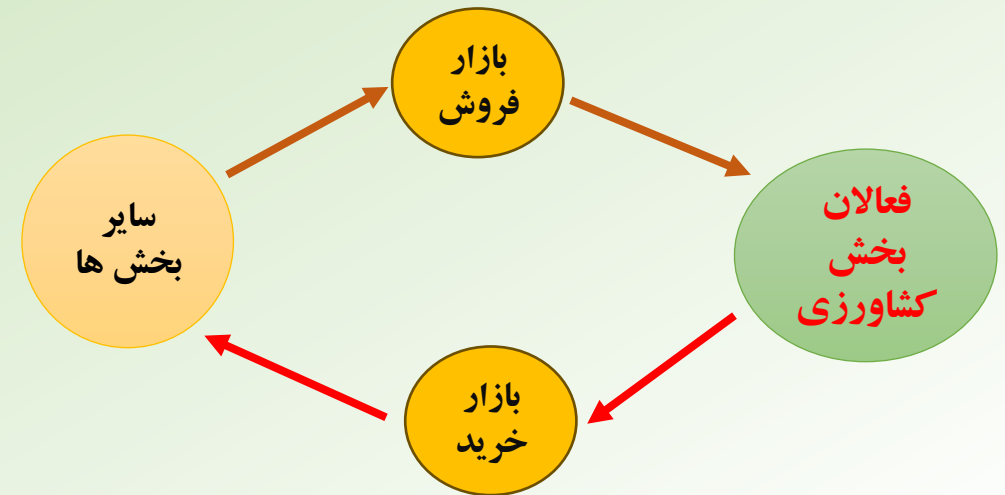 بازار
فروش
فعالان
بخش
کشاورزی
سایر
بخش ها
بازار
خرید